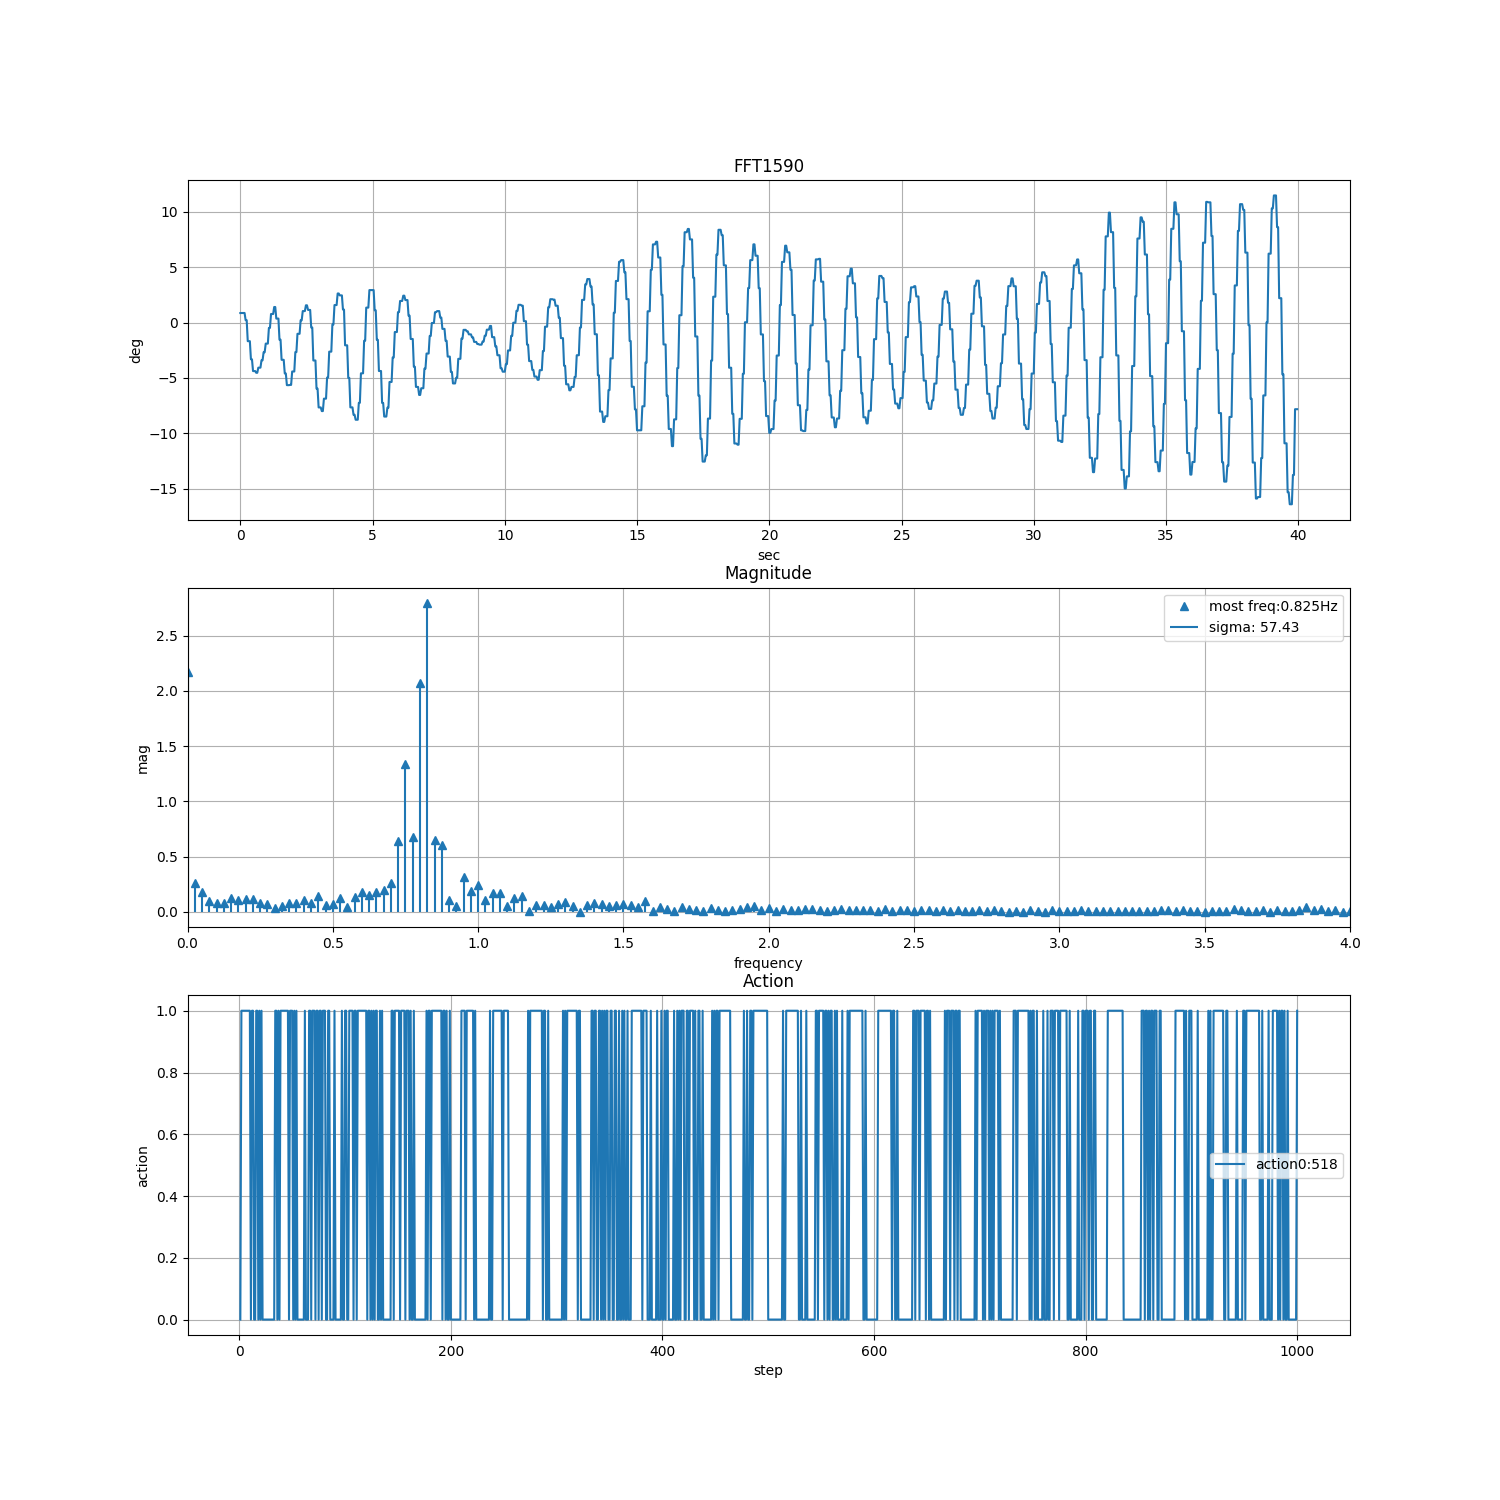 FFT1590
10
5
0
−5
−10
−15
deg
0 5 10 15 20 25 30 35 40
sec
Magnitude
most freq:0.825Hz
sigma: 57.43
2.5
2.0
1.5
1.0
0.5
0.0
mag
0.0 0.5 1.0 1.5 2.0 2.5 3.0 3.5 4.0
frequency
Action
1.0
0.8
0.6
0.4
0.2
0.0
action
action0:518
0 200 400 600 800 1000
step